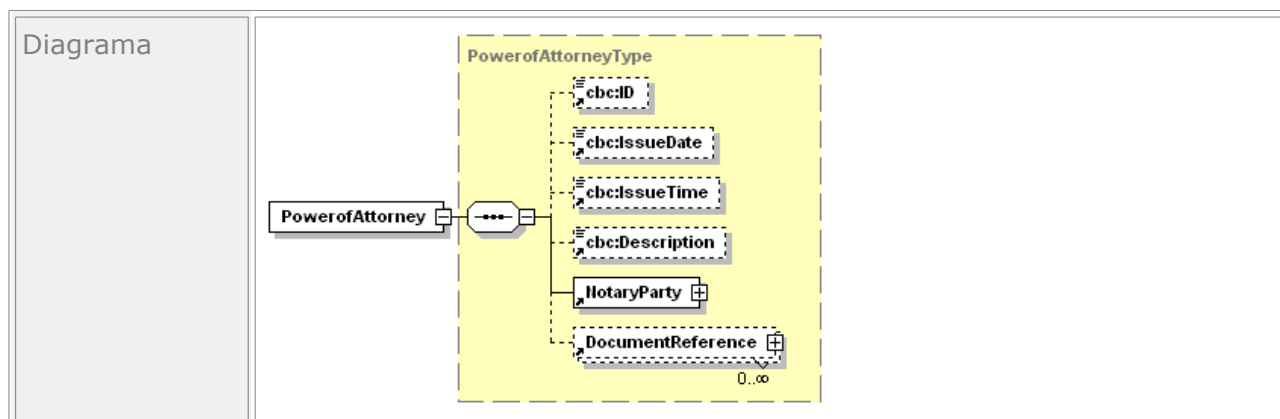 Diagrama
PowerofAttorneyType
cbc:ID
cbc:IssueDate
cbc:IssueTime
PowerofAttorney
cbc:Description
NotaryParty
DocumentReference
0..∞